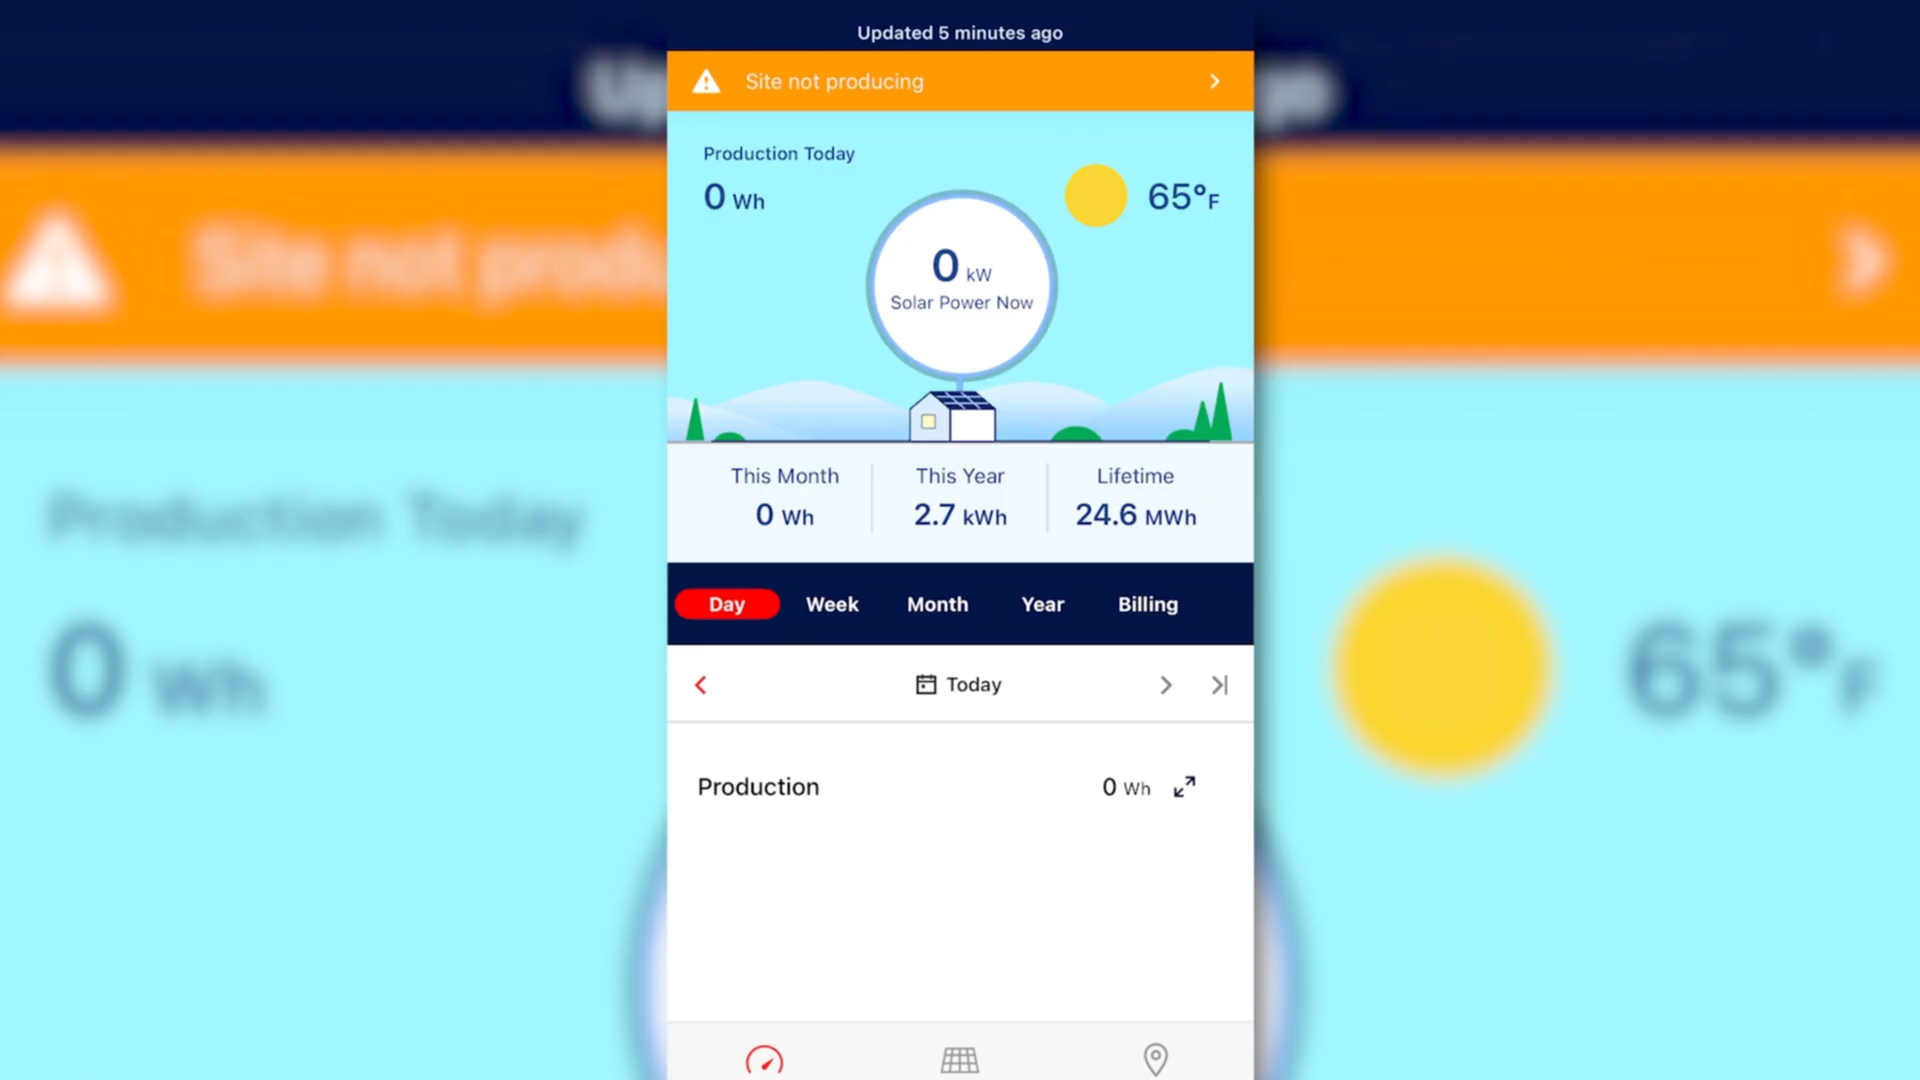 Updated 5 minutes ago
Site not producing
Production Today
0 Wh
65°F
0 kW
Solar Power Now
This Month
0 Wh
This Year
2.7 kWh
Lifetime
24.6 MWh
Day Week Month Year Billing
Today
Production 0 Wh